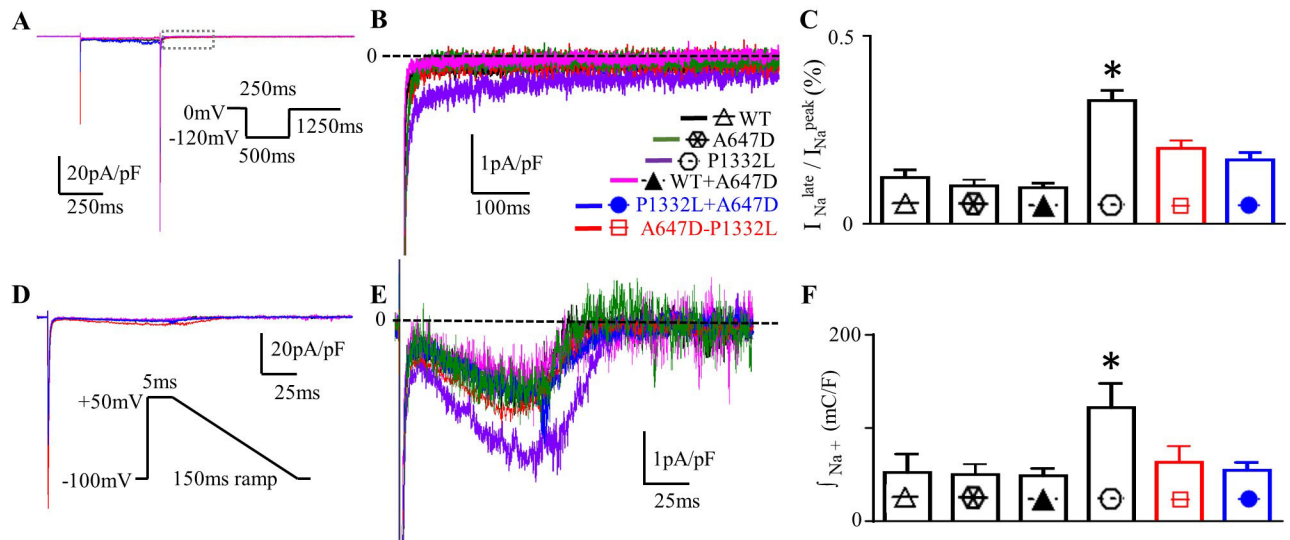 A
250ms
0mV
-120mV
1250ms
500ms
20pA/pF
250ms
B
0
1pA/pF
100ms
WT
A647D
P1332L
WT+A647D
P1332L+A647D
A647D-P1332L
C
I Na late / I Na peak (%)
0.5
0
*
D
20pA/pF
25ms
5ms
+50mV
-100mV
150ms ramp
E
0
1pA/pF
25ms
F
∫ Na+ (mC/F)
200
0
*